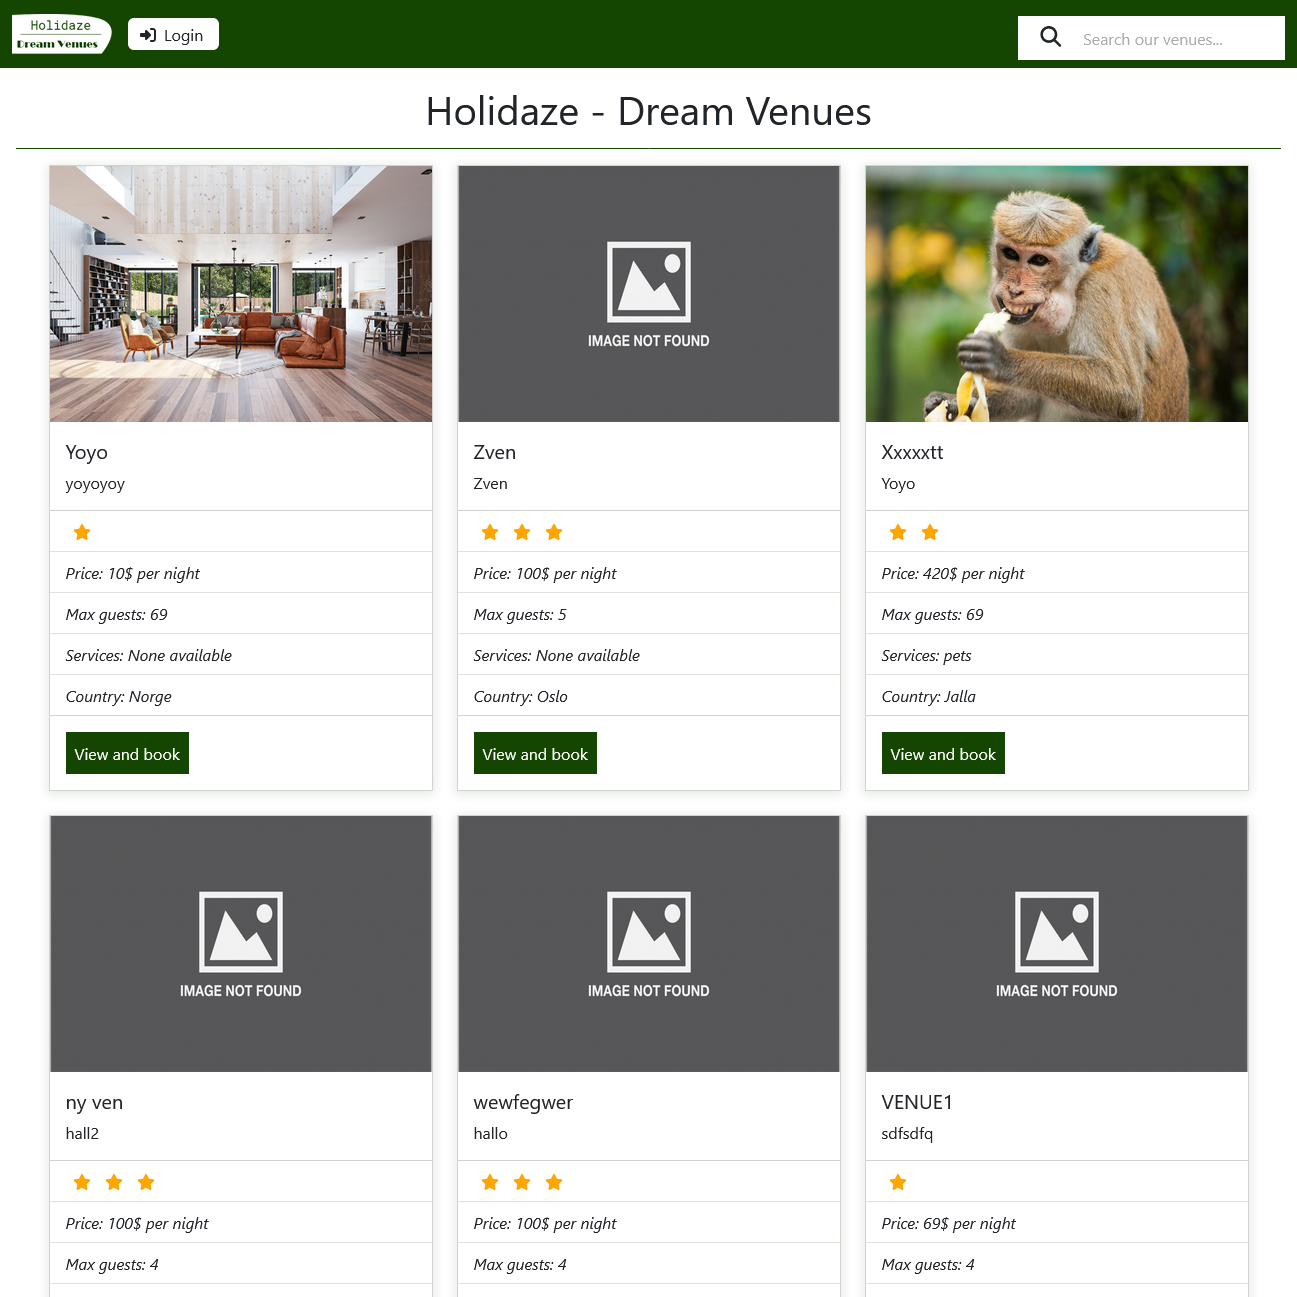 Holidaze
Dream Venues
Login
Search our venues...
Holidaze - Dream Venues
Yoyo
yoyoyoy
Price: 10$ per night
Max guests: 69
Services: None available
Country: Norge
View and book
IMAGE NOT FOUND
Zven
Zven
Price: 100$ per night
Max guests: 5
Services: None available
Country: Oslo
View and book
Xxxxxtt
Yoyo
Price: 420$ per night
Max guests: 69
Services: pets
Country: Jalla
View and book
IMAGE NOT FOUND
ny ven
hall2
Price: 100$ per night
Max guests: 4
IMAGE NOT FOUND
wewfegwer
hallo
Price: 100$ per night
Max guests: 4
IMAGE NOT FOUND
VENUE1
sdfsdfq
Price: 69$ per night
Max guests: 4